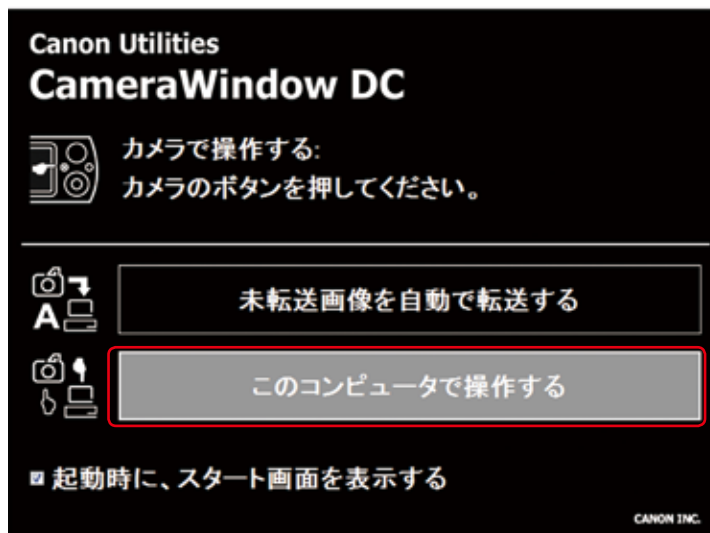 Canon Utilities
CameraWindow DC
カメラで操作する:
カメラのボタンを押してください。
未転送画像を自動で転送する
A
このコンピュータで操作する
起動時に、スタート画面を表示する
CANON INC.